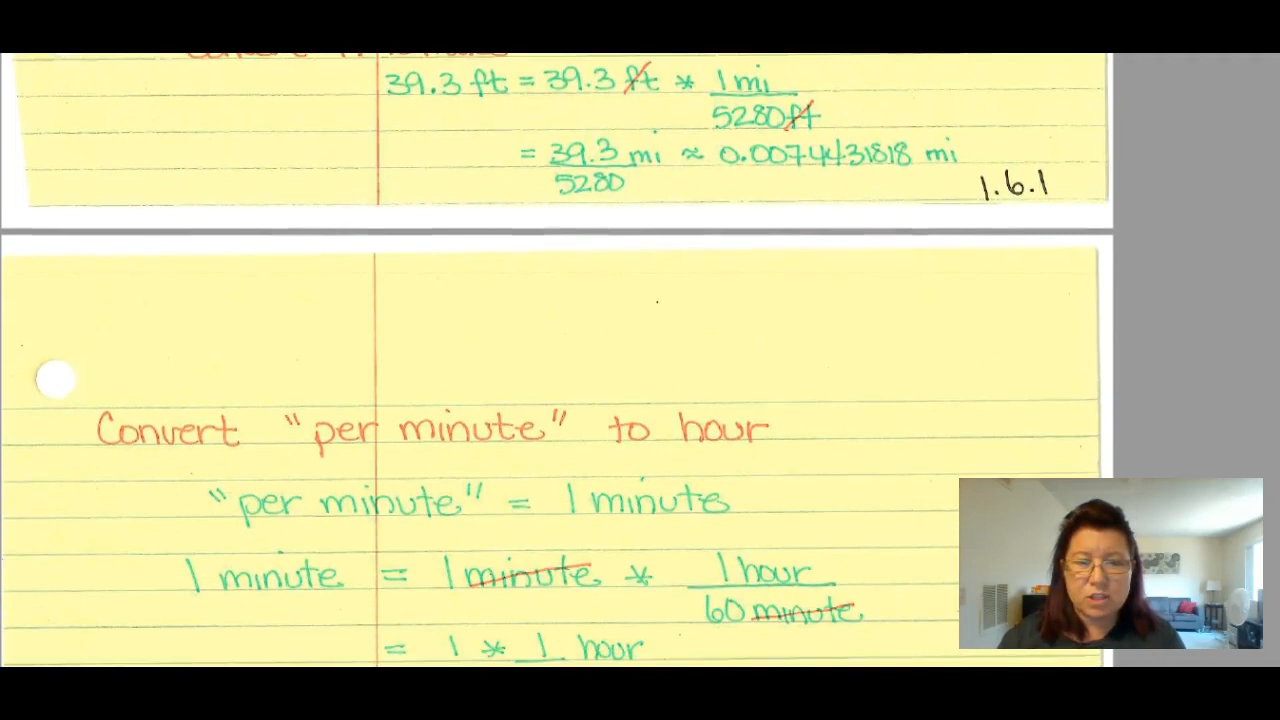 39.3 ft = 39.3 ft * 1 mi
5280 ft
= 39.3 mi ≈ 0.0074431818 mi
5280
1.6.1
Convert "per minute" to hour
"per minute" = 1 minute
1 minute = 1 minute * 1 hour
60 minute
= 1 * 1 hour